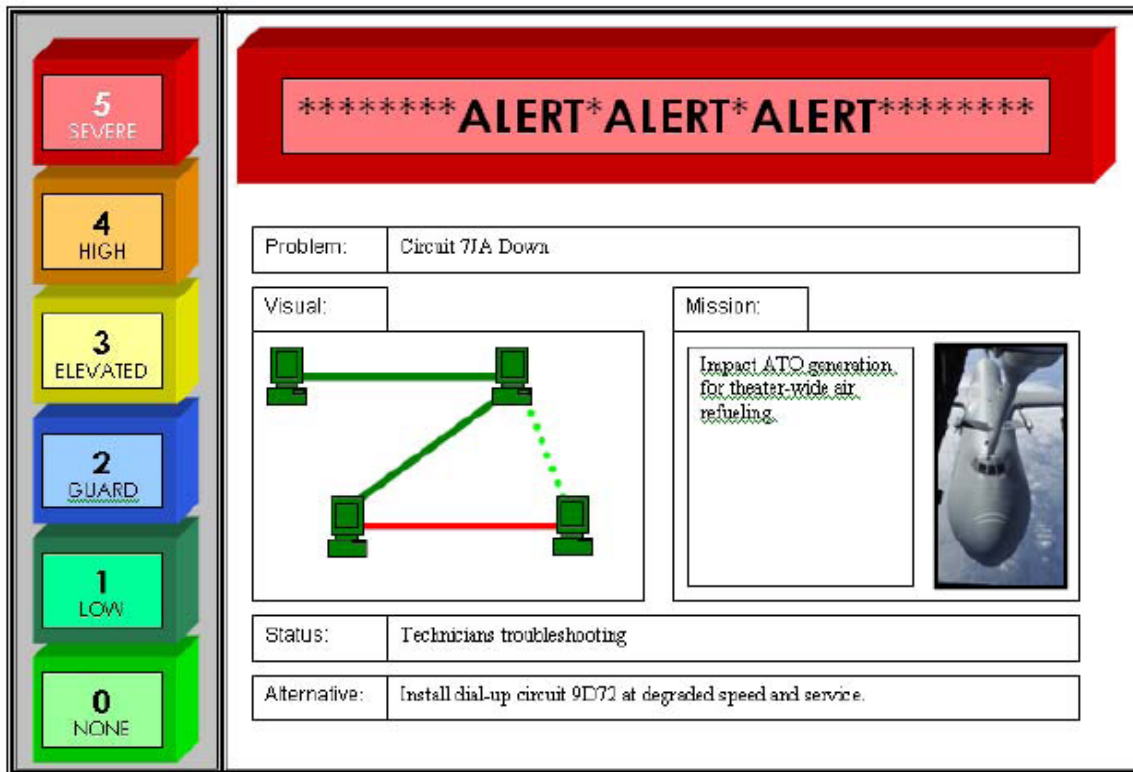 5
SEVERE
4
HIGH
3
ELEVATED
2
GUARD
1
LOW
0
NONE
********ALERT*ALERT*ALERT********
Problem: Circuit 7JA Down
Visual:
Mission:
Impact ATO generation
for theater-wide air
refueling.
Status: Technicians troubleshooting
Alternative: Install dial-up circuit 9D72 at degraded speed and service.